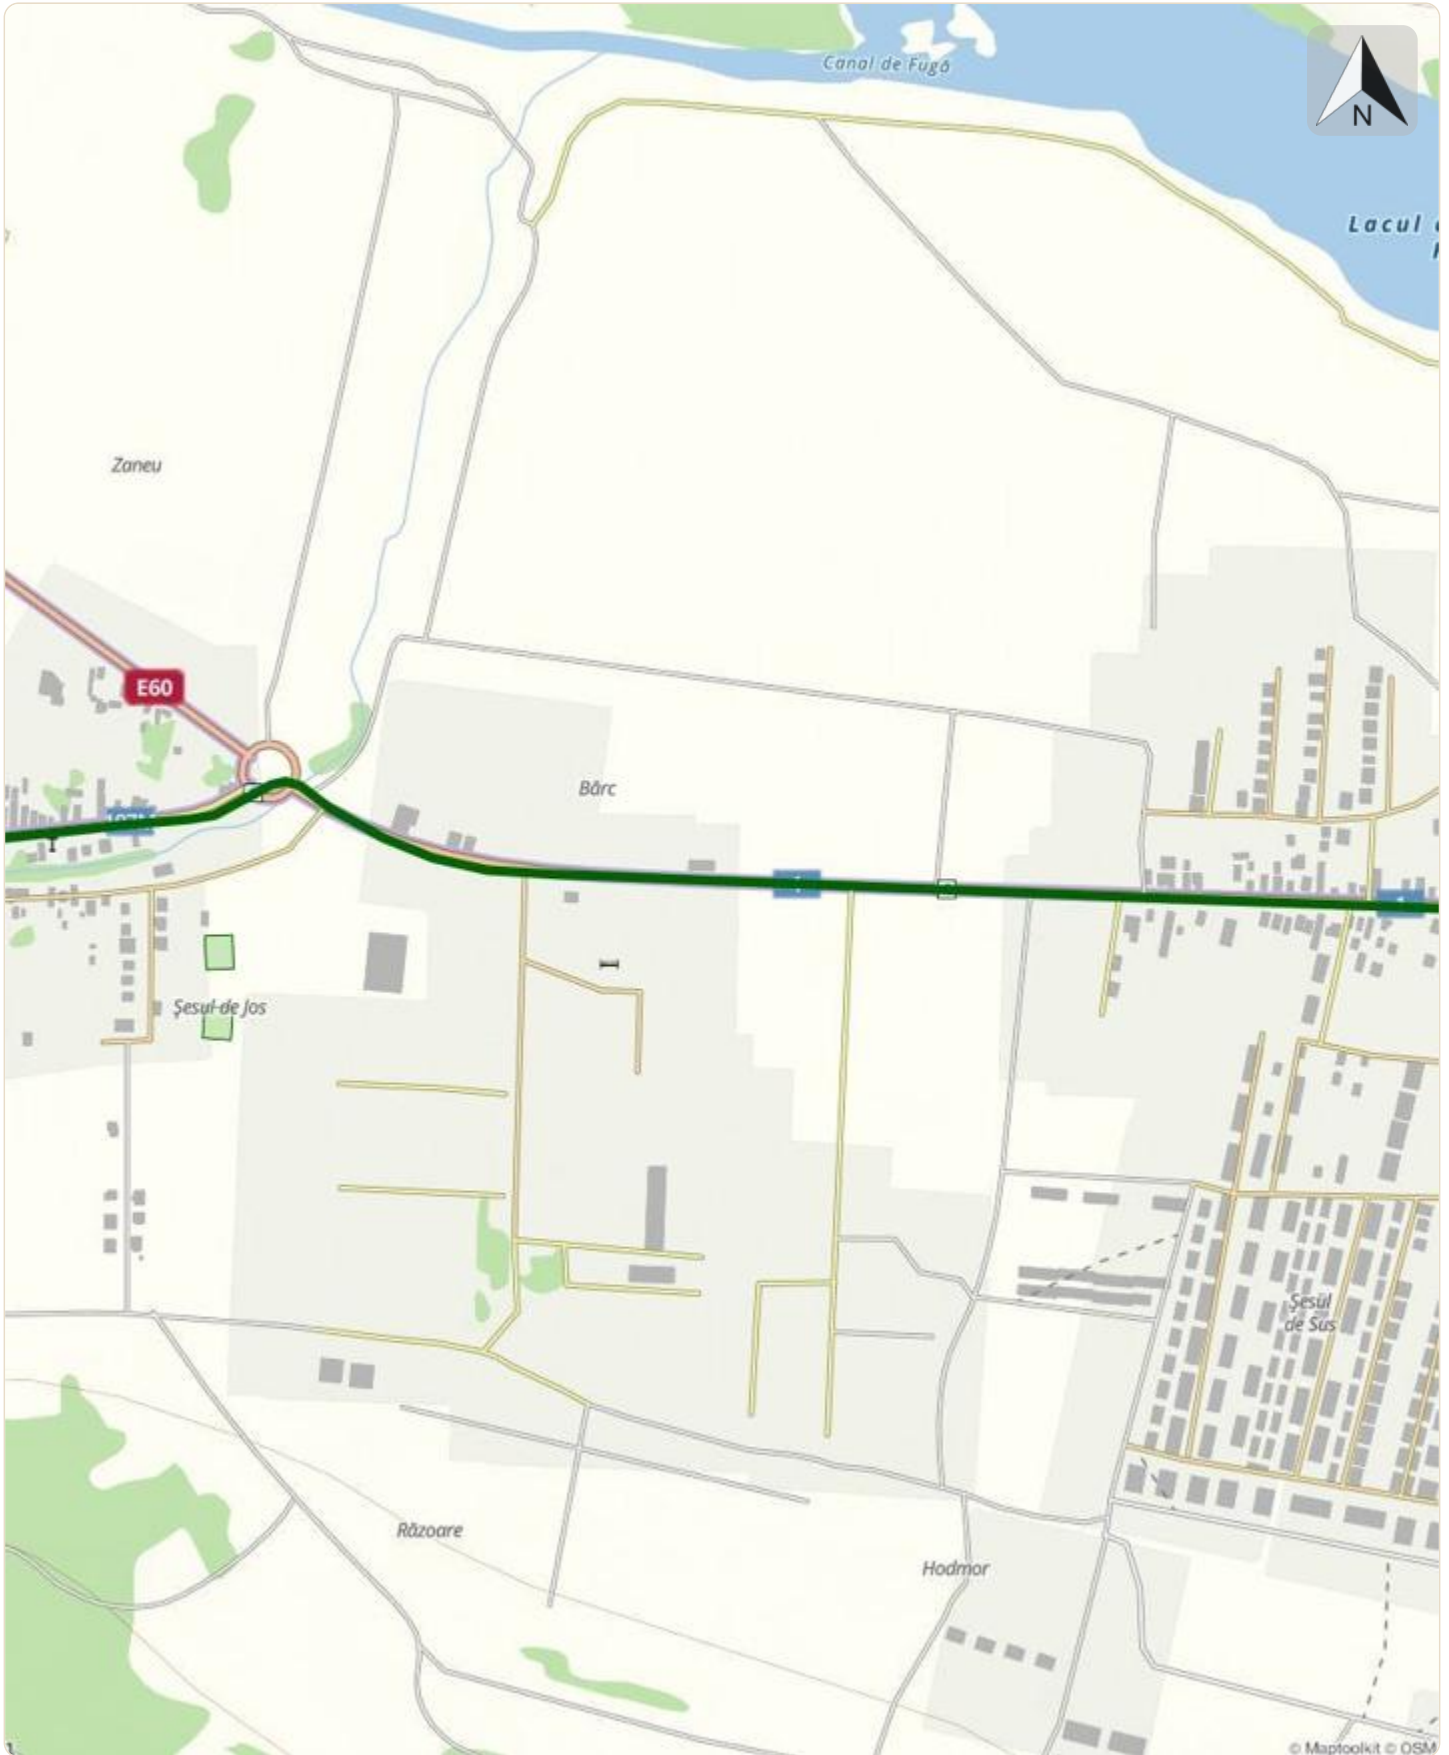 Canal de Fugă
N
Lacul
Zaneu
E60
Bârc
Șesul de Jos
Șesul
de Sus
Răzoare
Hodmor
© Maptoolkit © OSM